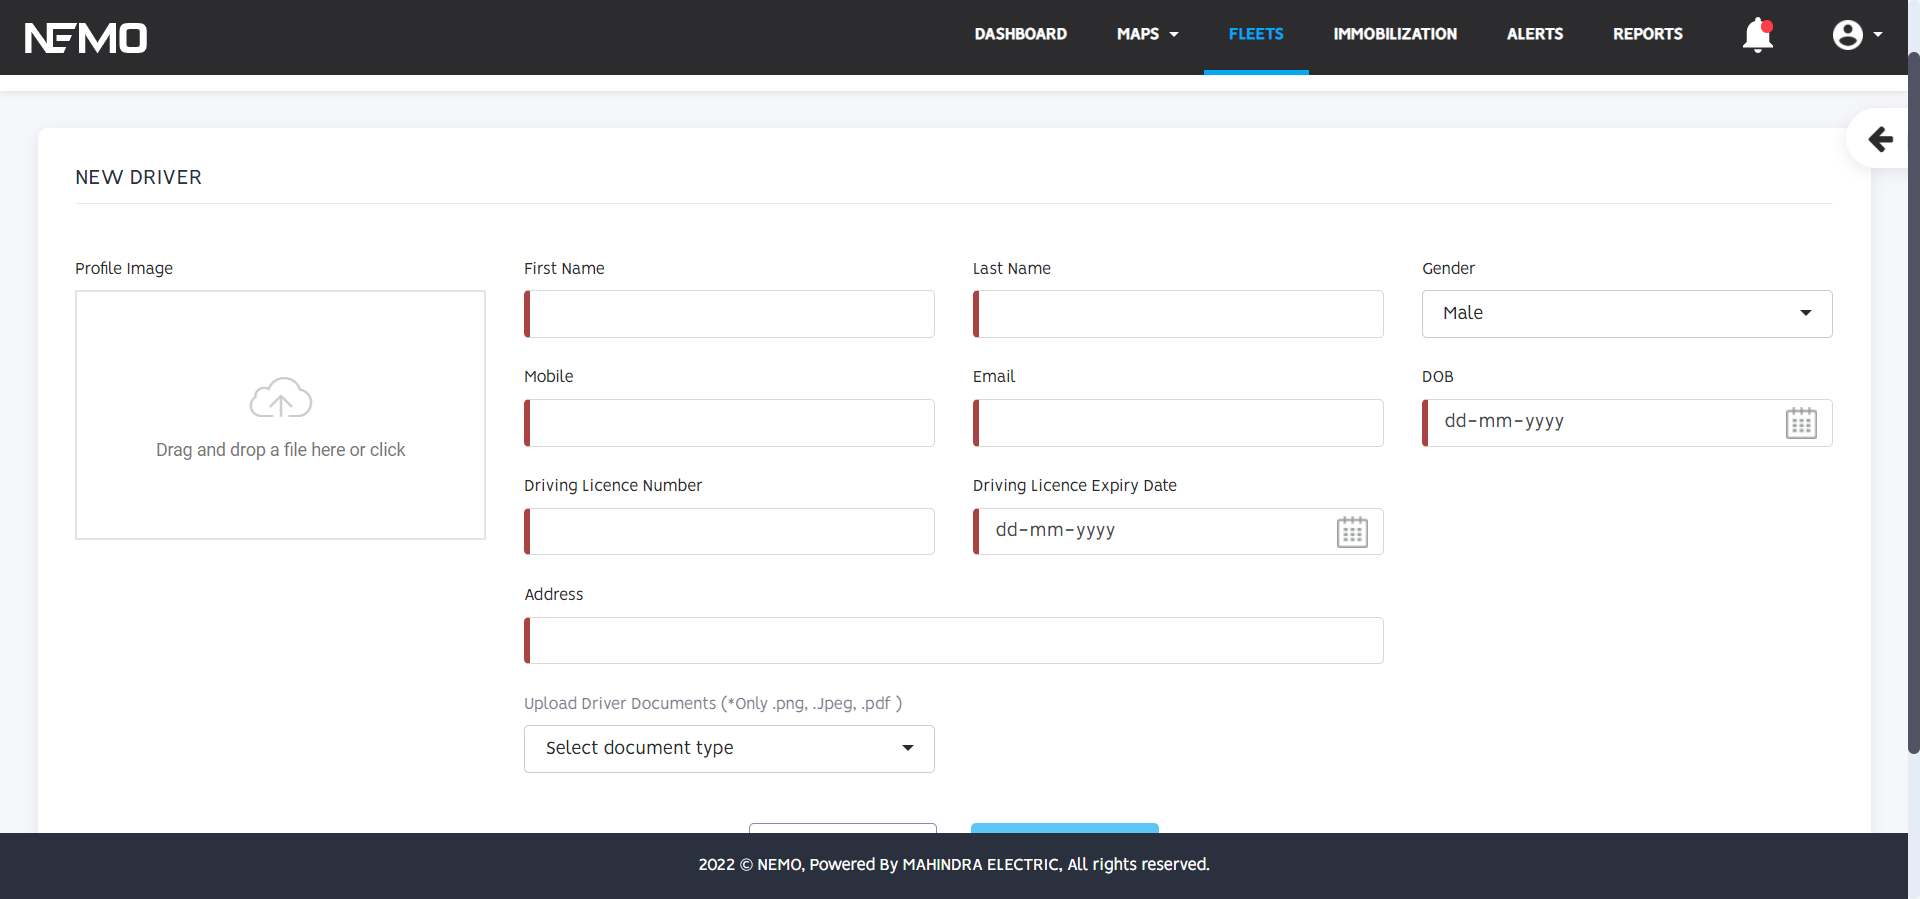 NEMO
DASHBOARD
MAPS
FLEETS
IMMOBILIZATION
ALERTS
REPORTS
NEW DRIVER
Profile Image
First Name
Last Name
Gender
Male
Drag and drop a file here or click
Mobile
Email
DOB
dd-mm-yyyy
Driving Licence Number
Driving Licence Expiry Date
dd-mm-yyyy
Address
Upload Driver Documents (*Only .png, .Jpeg, .pdf )
Select document type
2022 © NEMO, Powered By MAHINDRA ELECTRIC, All rights reserved.